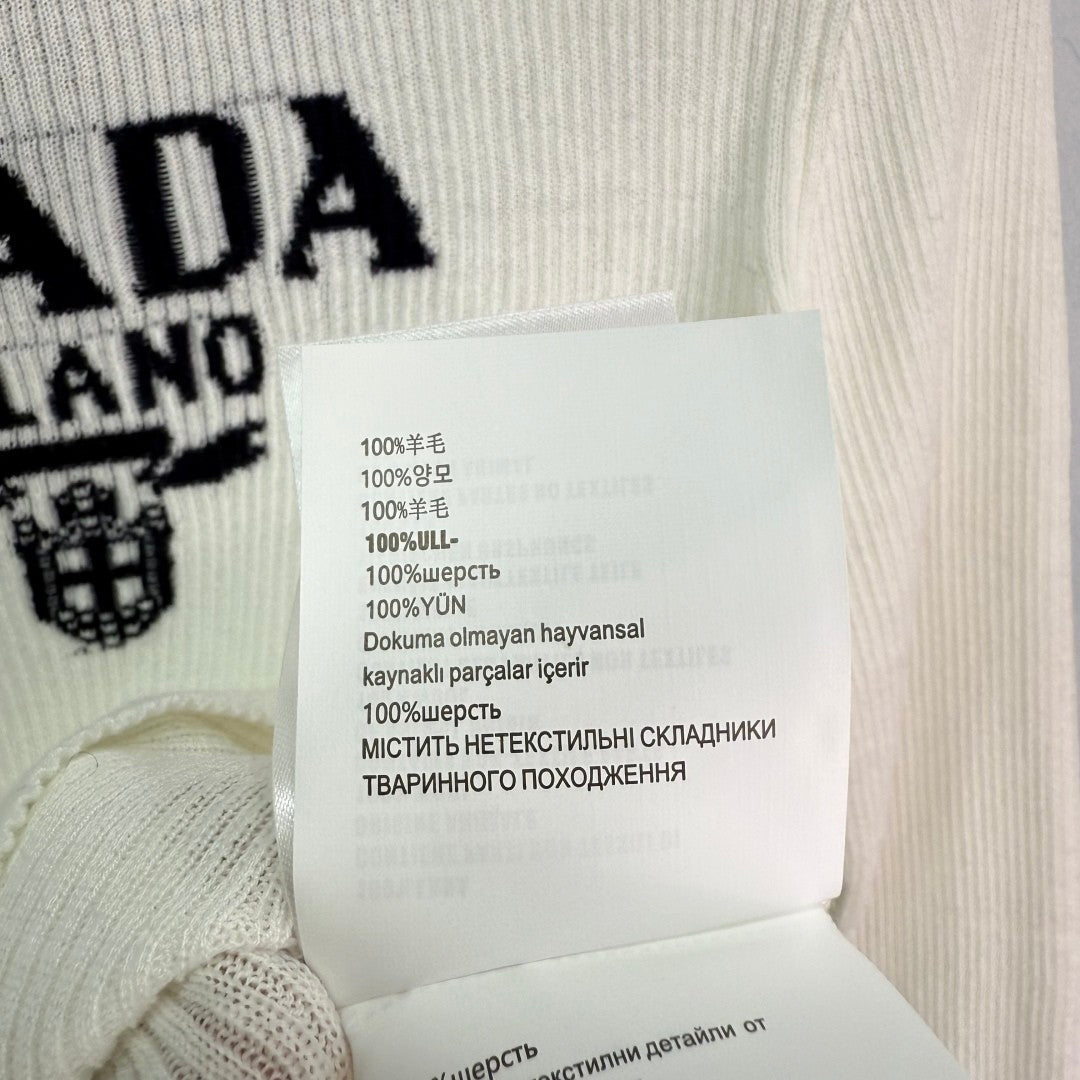 ADA
LANO
100%羊毛
100%양모
100%羊毛
100%ULL-
100%шерсть
100%YÜN
Dokuma olmayan hayvansal
kaynaklı parçalar içerir
100%шерсть
МІСТИТЬ НЕТЕКСТИЛЬНІ СКЛАДНИКИ
ТВАРИННОГО ПОХОДЖЕННЯ
%шерсть
кстилни детайли от